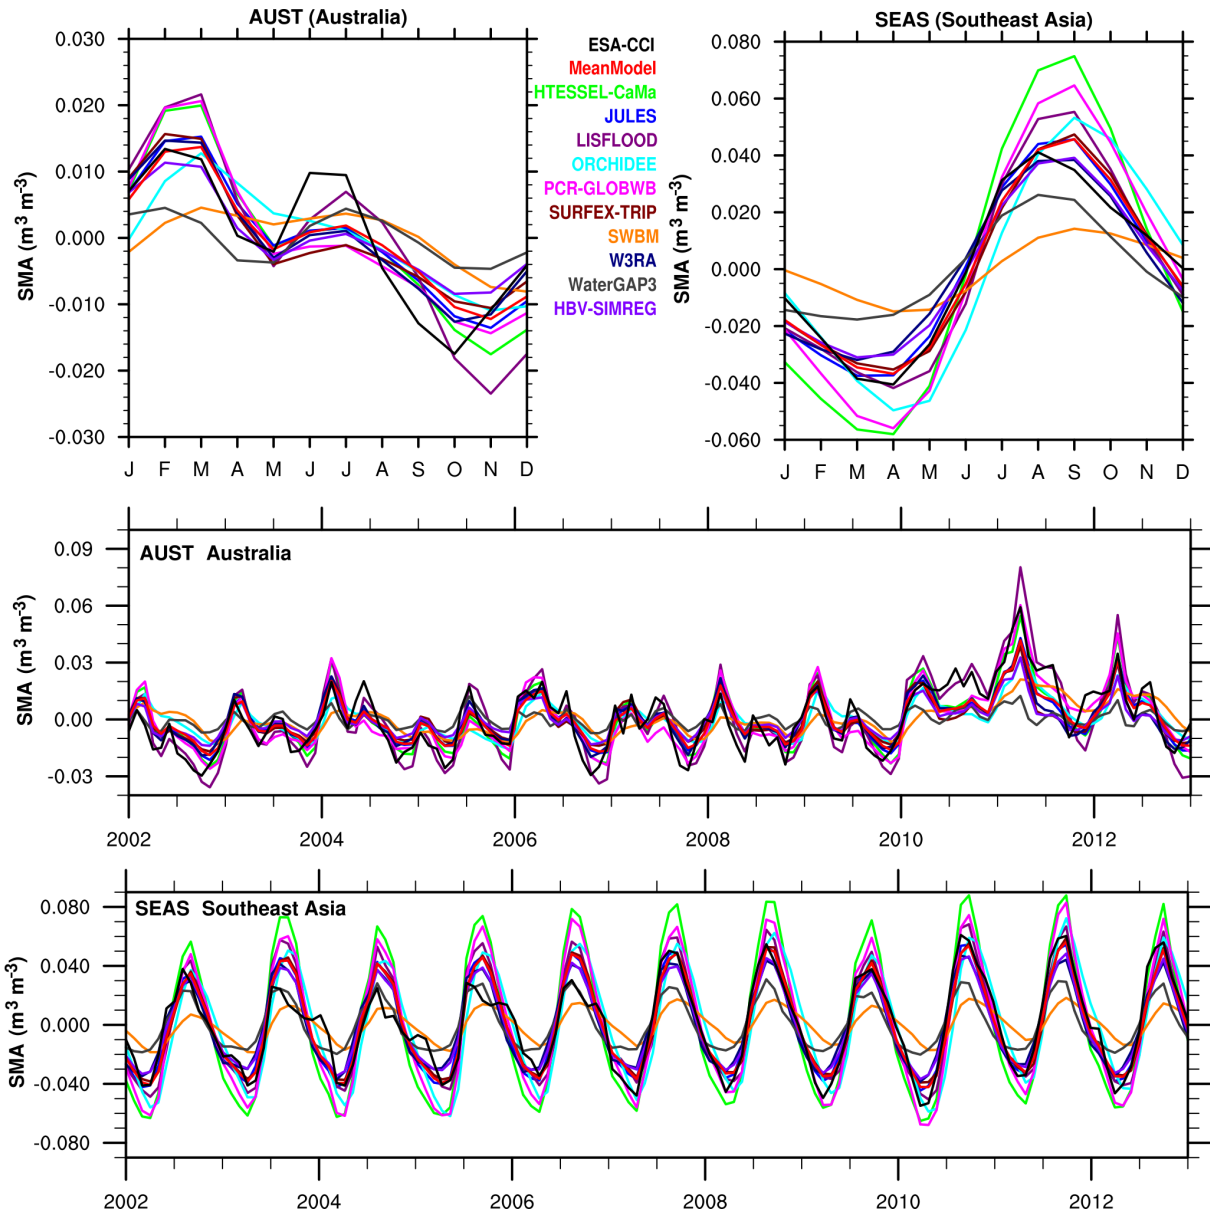 AUST (Australia)
SMA (m³ m⁻³)
0.030
0.020
0.010
0.000
-0.010
-0.020
-0.030
J F M A M J J A S O N D
ESA-CCI
MeanModel
HTESSEL-CaMa
JULES
LISFLOOD
ORCHIDEE
PCR-GLOBWB
SURFEX-TRIP
SWBM
W3RA
WaterGAP3
HBV-SIMREG
SEAS (Southeast Asia)
SMA (m³ m⁻³)
0.080
0.060
0.040
0.020
0.000
-0.020
-0.040
-0.060
J F M A M J J A S O N D
AUST Australia
SMA (m³ m⁻³)
0.09
0.06
0.03
0.00
-0.03
2002 2004 2006 2008 2010 2012
SEAS Southeast Asia
SMA (m³ m⁻³)
0.080
0.040
0.000
-0.040
-0.080
2002 2004 2006 2008 2010 2012